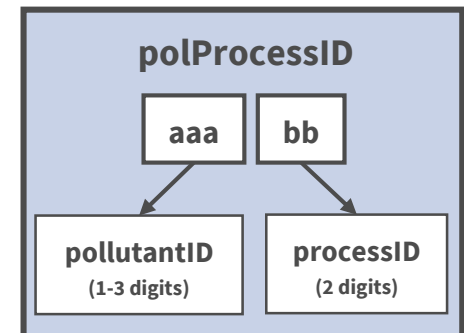 polProcessID
aaa bb
pollutantID processID
(1-3 digits) (2 digits)